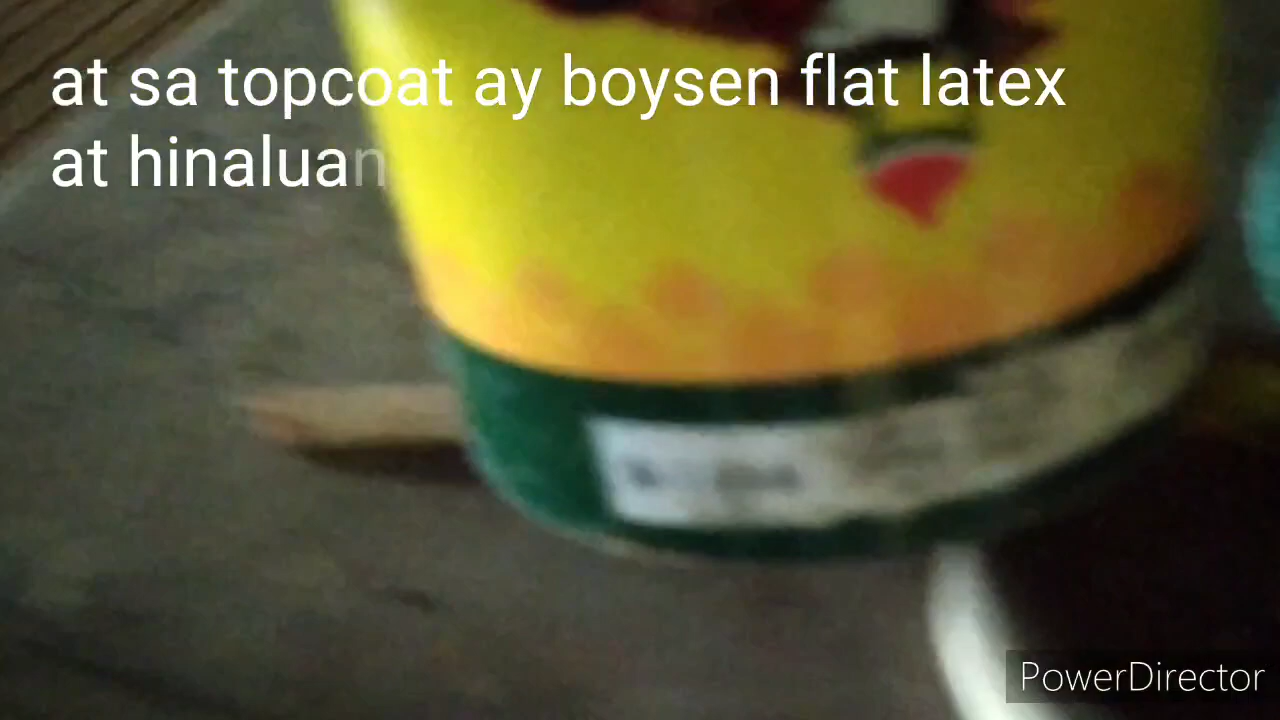 at sa topcoat ay boysen flat latex
at hinaluan
PowerDirector